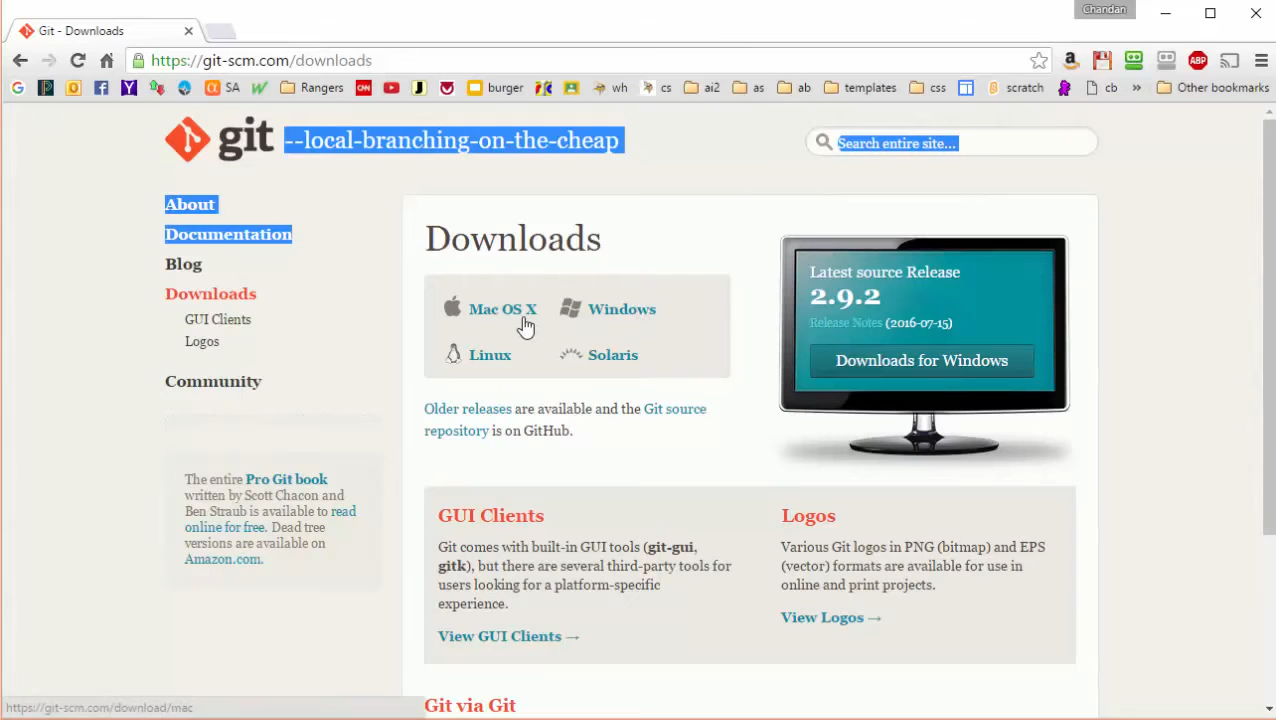 Chandan
Git - Downloads
https://git-scm.com/downloads
SA
Rangers
CNN
burger
wh
cs
ai2
as
ab
templates
css
scratch
cb
»
Other bookmarks
ABP
git --local-branching-on-the-cheap
Search entire site...
About
Documentation
Blog
Downloads
GUI Clients
Logos
Community
The entire Pro Git book
written by Scott Chacon and
Ben Straub is available to read
online for free. Dead tree
versions are available on
Amazon.com.
Downloads
Mac OS X
Windows
Linux
Solaris
Older releases are available and the Git source
repository is on GitHub.
Latest source Release
2.9.2
Release Notes (2016-07-15)
Downloads for Windows
GUI Clients
Git comes with built-in GUI tools (git-gui,
gitk), but there are several third-party tools for
users looking for a platform-specific
experience.
View GUI Clients →
Logos
Various Git logos in PNG (bitmap) and EPS
(vector) formats are available for use in
online and print projects.
View Logos →
Git via Git
https://git-scm.com/download/mac